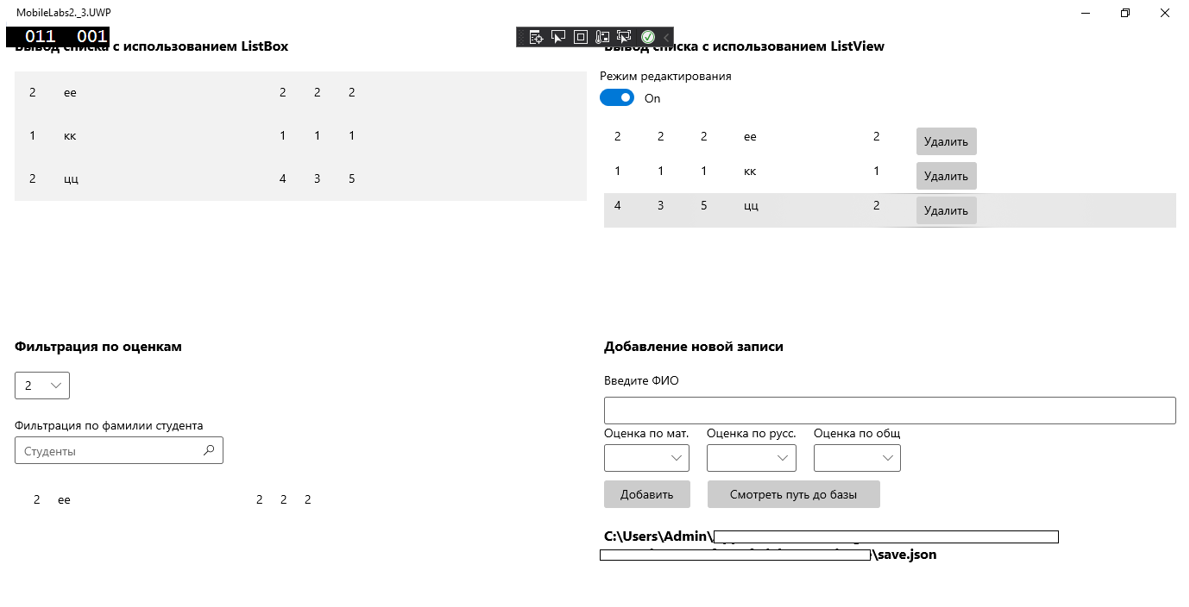 MobileLabs2._3.UWP
011 001
Вывод списка с использованием ListBox
2 ее 2 2 2
1 кк 1 1 1
2 цц 4 3 5
Вывод списка с использованием ListView
Режим редактирования
On
2 2 2 ее 2 Удалить
1 1 1 кк 1 Удалить
4 3 5 цц 2 Удалить
Фильтрация по оценкам
2
Фильтрация по фамилии студента
Студенты
2 ее 2 2 2
Добавление новой записи
Введите ФИО
Оценка по мат. Оценка по русс. Оценка по общ
Добавить Смотреть путь до базы
C:\Users\Admin\
\save.json